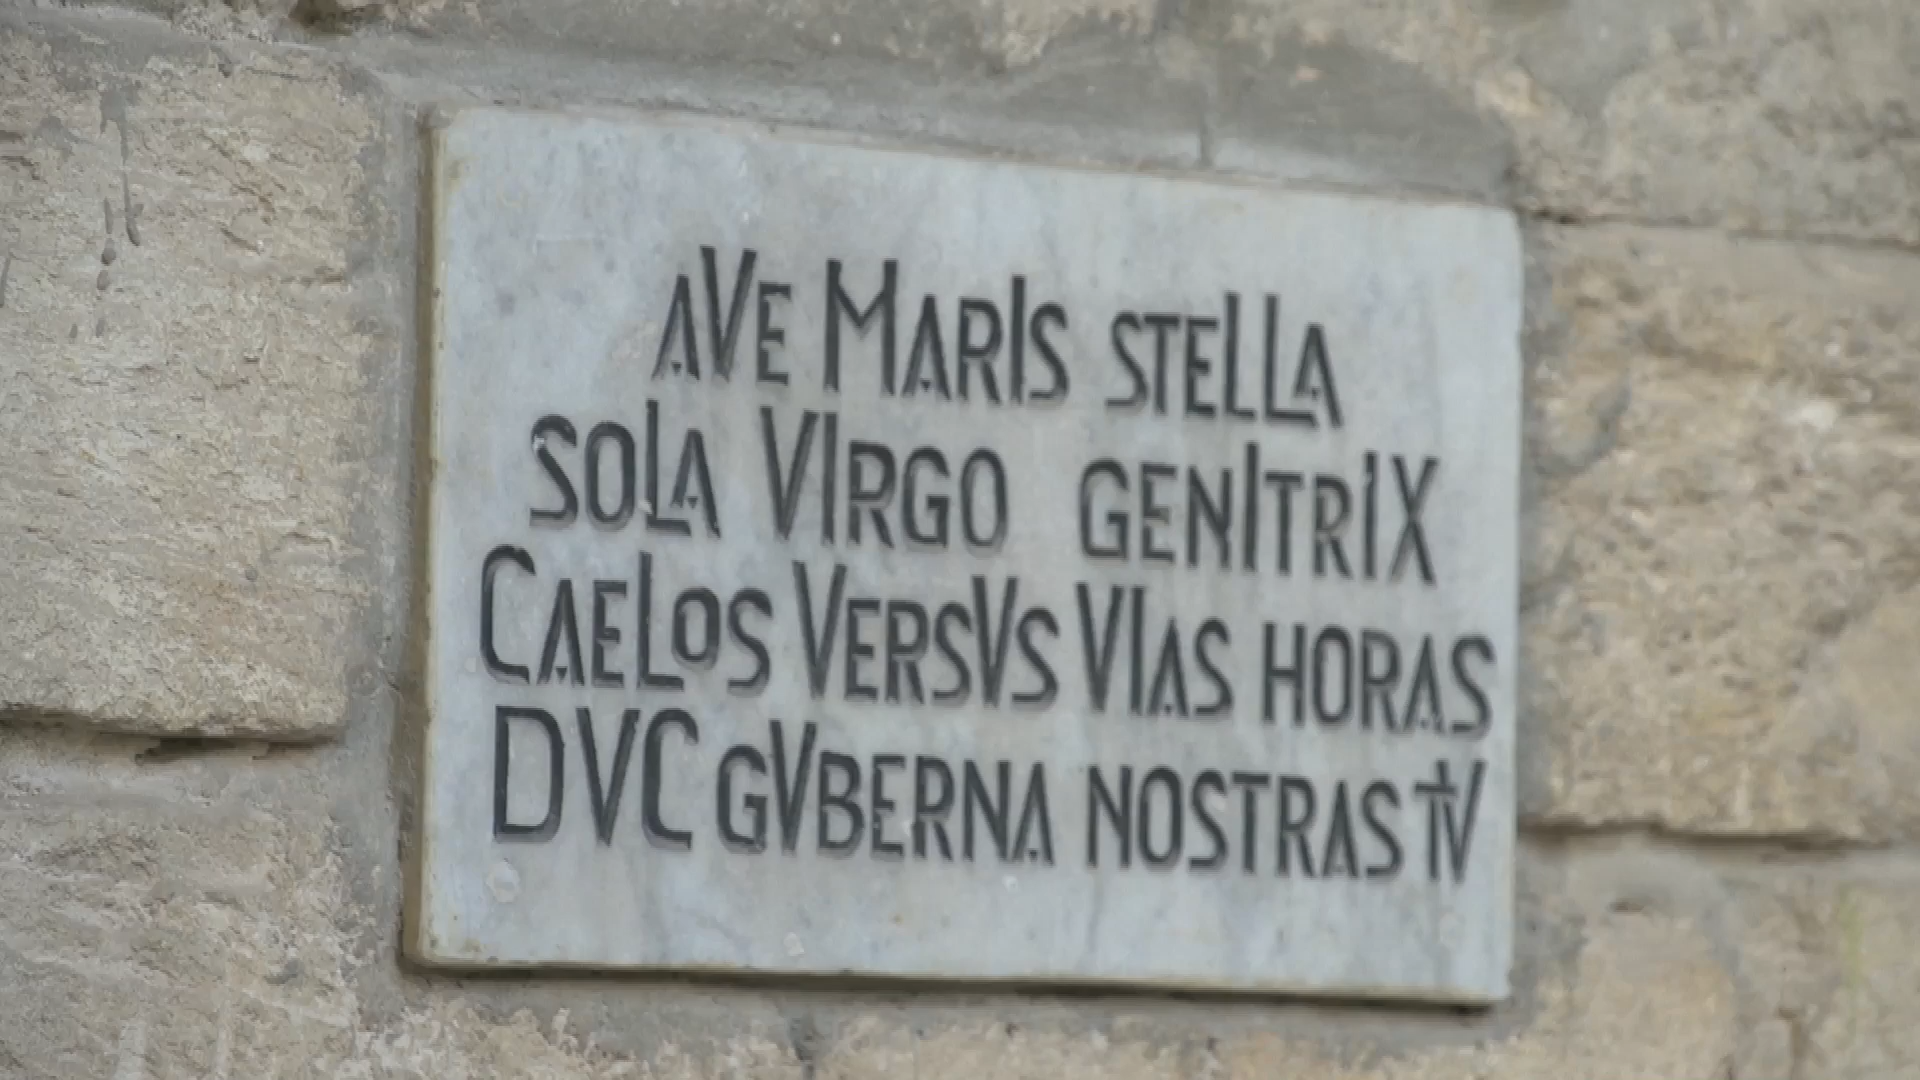 AVE MARIS STELLA
SOLA VIRGO GENITRIX
CAELOS VERSVS VIAS HORAS
DVC GVBERNA NOSTRAS TV